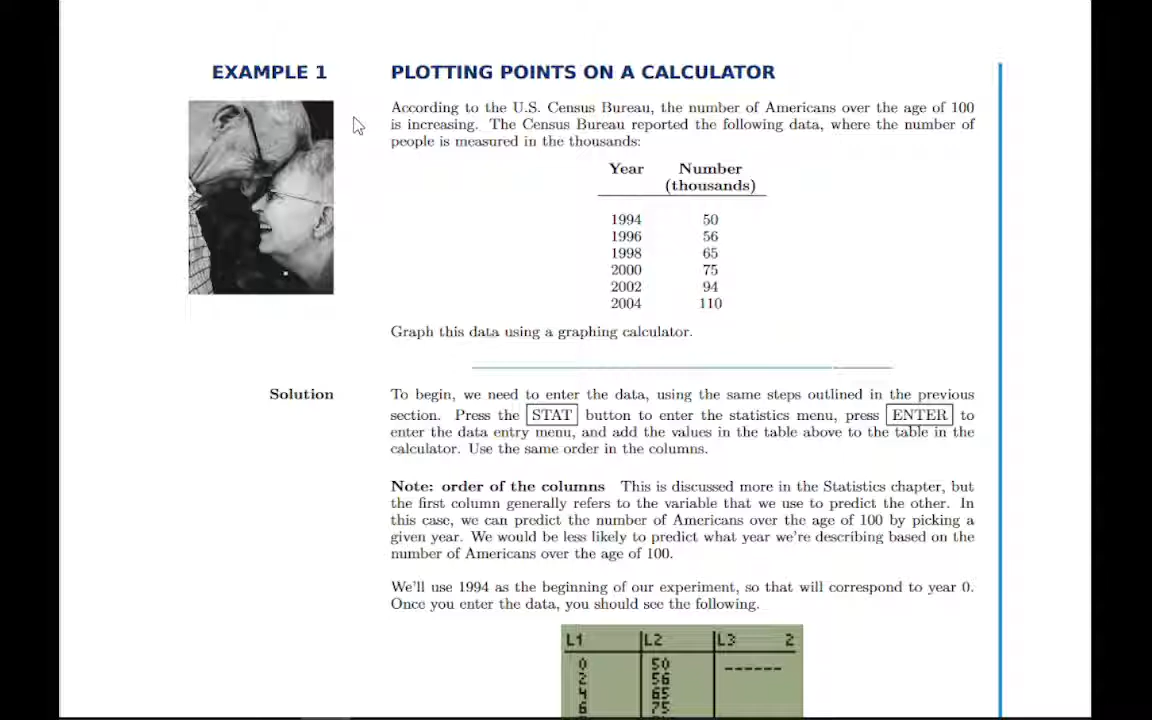 EXAMPLE 1
PLOTTING POINTS ON A CALCULATOR
According to the U.S. Census Bureau, the number of Americans over the age of 100
is increasing. The Census Bureau reported the following data, where the number of
people is measured in the thousands:
Year Number
(thousands)
1994 50
1996 56
1998 65
2000 75
2002 94
2004 110
Graph this data using a graphing calculator.
Solution
To begin, we need to enter the data, using the same steps outlined in the previous
section. Press the STAT button to enter the statistics menu, press ENTER to
enter the data entry menu, and add the values in the table above to the table in the
calculator. Use the same order in the columns.
Note: order of the columns This is discussed more in the Statistics chapter, but
the first column generally refers to the variable that we use to predict the other. In
this case, we can predict the number of Americans over the age of 100 by picking a
given year. We would be less likely to predict what year we're describing based on the
number of Americans over the age of 100.
We'll use 1994 as the beginning of our experiment, so that will correspond to year 0.
Once you enter the data, you should see the following.
L1 L2 L3 2
0 50 ------
2 56
4 65
6 75